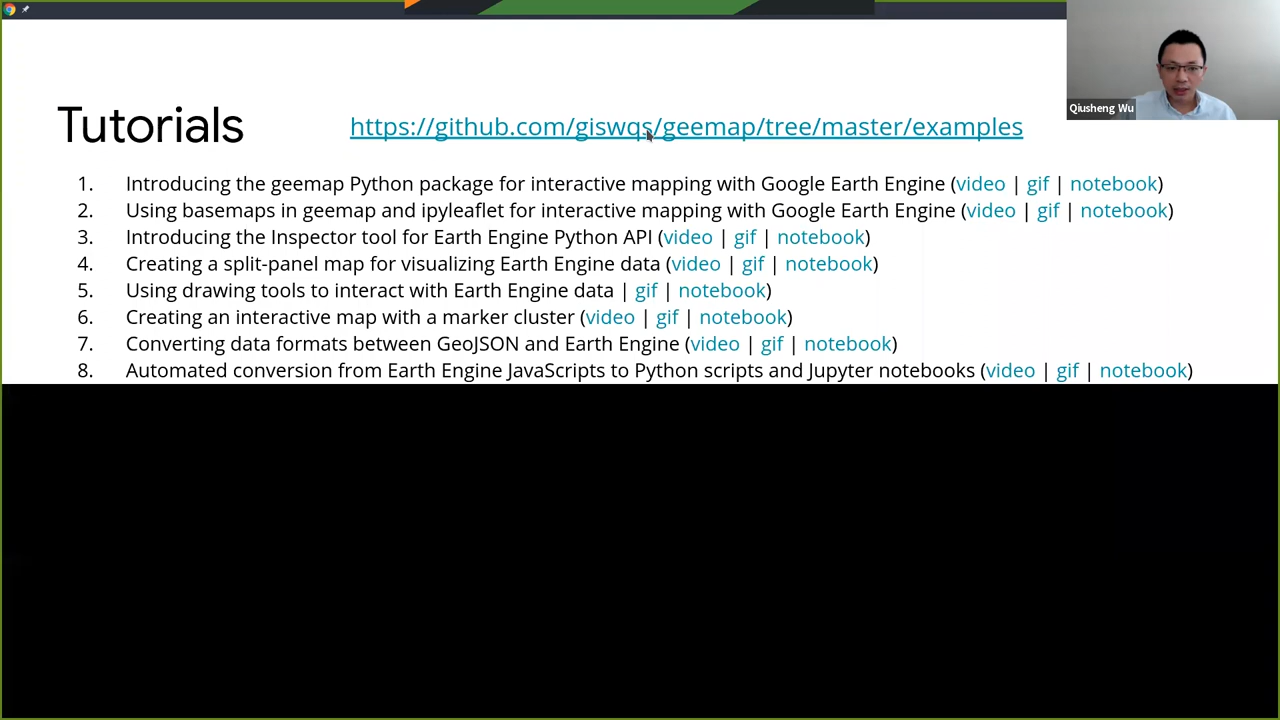 Qiusheng Wu
Tutorials
https://github.com/giswqs/geemap/tree/master/examples
1. Introducing the geemap Python package for interactive mapping with Google Earth Engine (video | gif | notebook)
2. Using basemaps in geemap and ipyleaflet for interactive mapping with Google Earth Engine (video | gif | notebook)
3. Introducing the Inspector tool for Earth Engine Python API (video | gif | notebook)
4. Creating a split-panel map for visualizing Earth Engine data (video | gif | notebook)
5. Using drawing tools to interact with Earth Engine data | gif | notebook)
6. Creating an interactive map with a marker cluster (video | gif | notebook)
7. Converting data formats between GeoJSON and Earth Engine (video | gif | notebook)
8. Automated conversion from Earth Engine JavaScripts to Python scripts and Jupyter notebooks (video | gif | notebook)